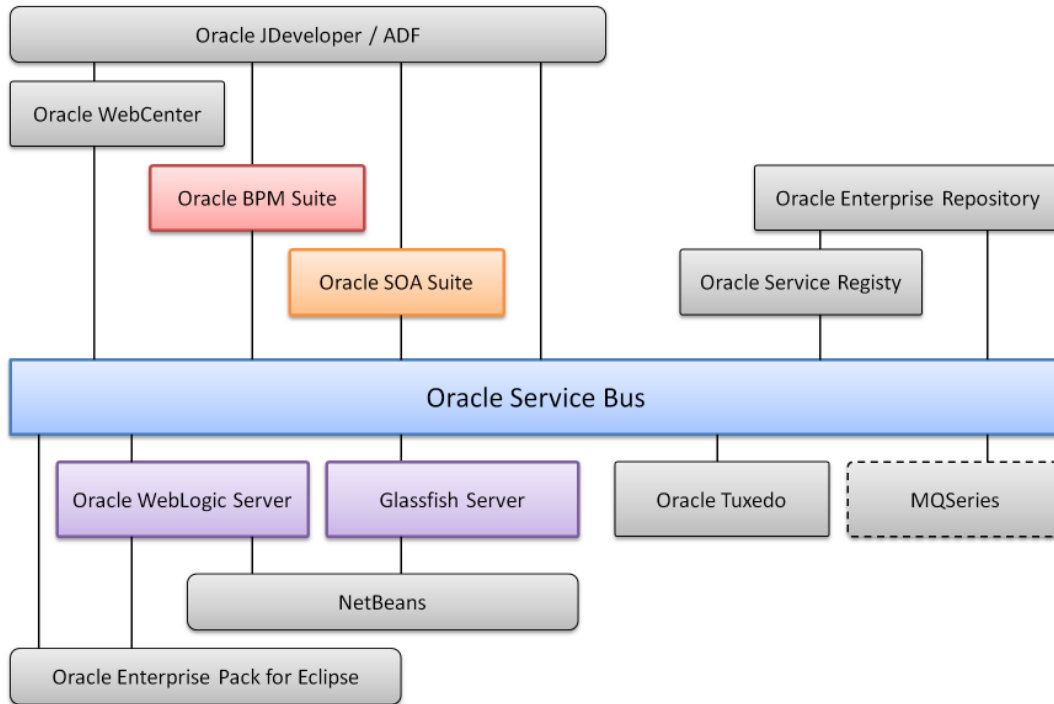 Oracle JDeveloper / ADF
Oracle WebCenter
Oracle BPM Suite
Oracle Enterprise Repository
Oracle SOA Suite
Oracle Service Registy
Oracle Service Bus
Oracle WebLogic Server
Glassfish Server
Oracle Tuxedo
MQSeries
NetBeans
Oracle Enterprise Pack for Eclipse